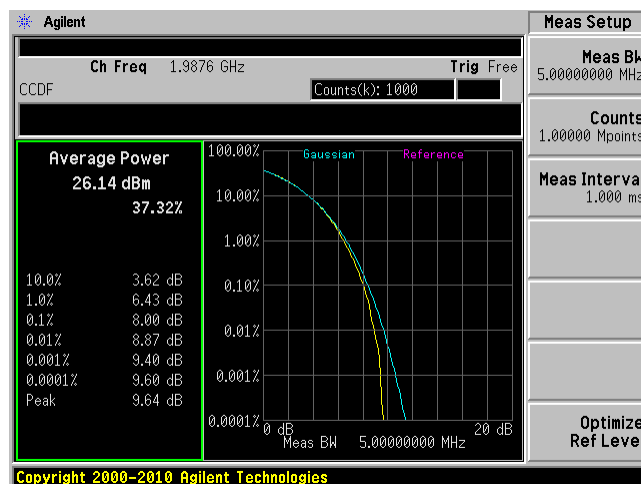 Agilent
Meas Setup
Ch Freq 1.9876 GHz Trig Free
CCDF Counts(k): 1000
Meas BW
5.00000000 MHz
Counts
1.00000 Mpoints
Meas Interval
1.000 ms
Optimize
Ref Level
Average Power
26.14 dBm
37.32%
10.0% 3.62 dB
1.0% 6.43 dB
0.1% 8.00 dB
0.01% 8.87 dB
0.001% 9.40 dB
0.0001% 9.60 dB
Peak 9.64 dB
Gaussian Reference
100.00%
10.00%
1.00%
0.10%
0.01%
0.001%
0.0001%
0 dB 20 dB
Meas BW 5.00000000 MHz
Copyright 2000-2010 Agilent Technologies